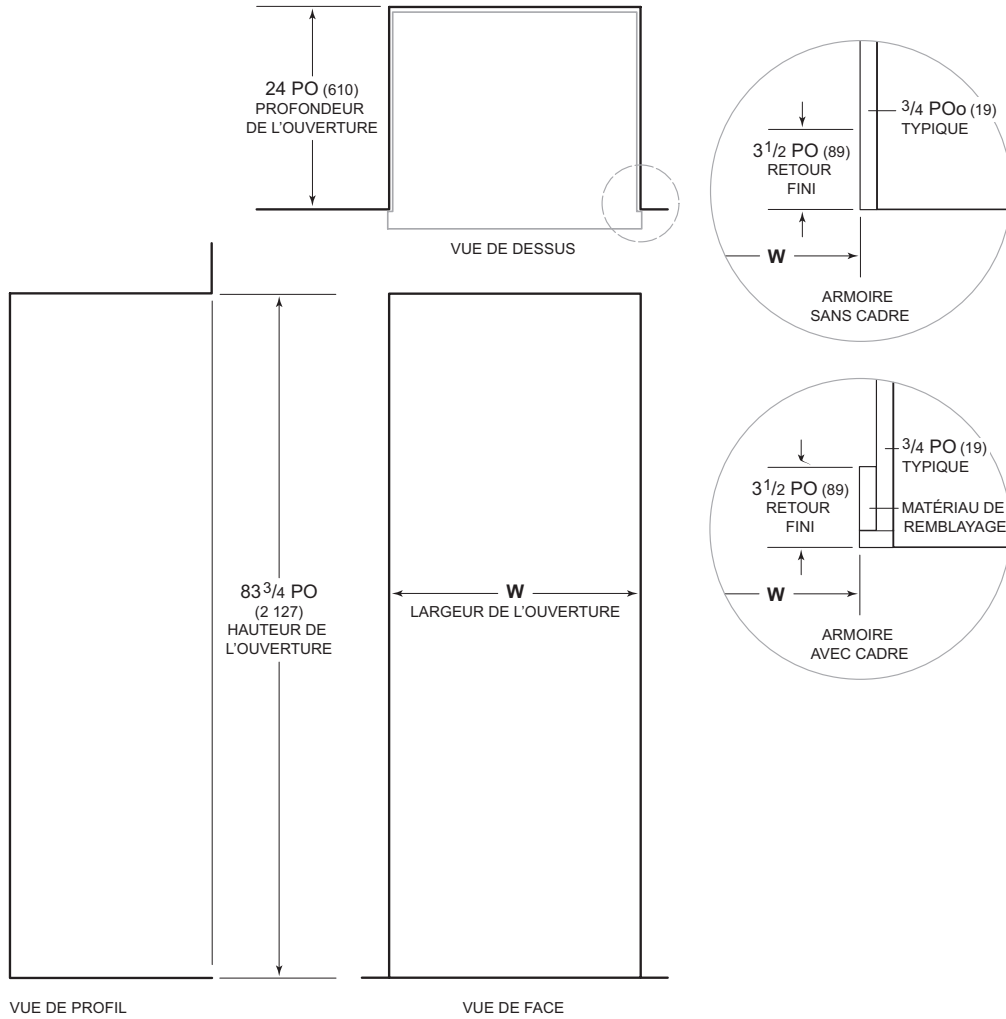 24 PO (610)
PROFONDEUR
DE L'OUVERTURE
VUE DE DESSUS
3/4 POo (19)
TYPIQUE
3 1/2 PO (89)
RETOUR
FINI
W
ARMOIRE
SANS CADRE
3/4 PO (19)
TYPIQUE
3 1/2 PO (89)
RETOUR
FINI
MATÉRIAU DE
REMBLAYAGE
W
ARMOIRE
AVEC CADRE
83 3/4 PO
(2 127)
HAUTEUR DE
L'OUVERTURE
W
LARGEUR DE L'OUVERTURE
VUE DE PROFIL
VUE DE FACE